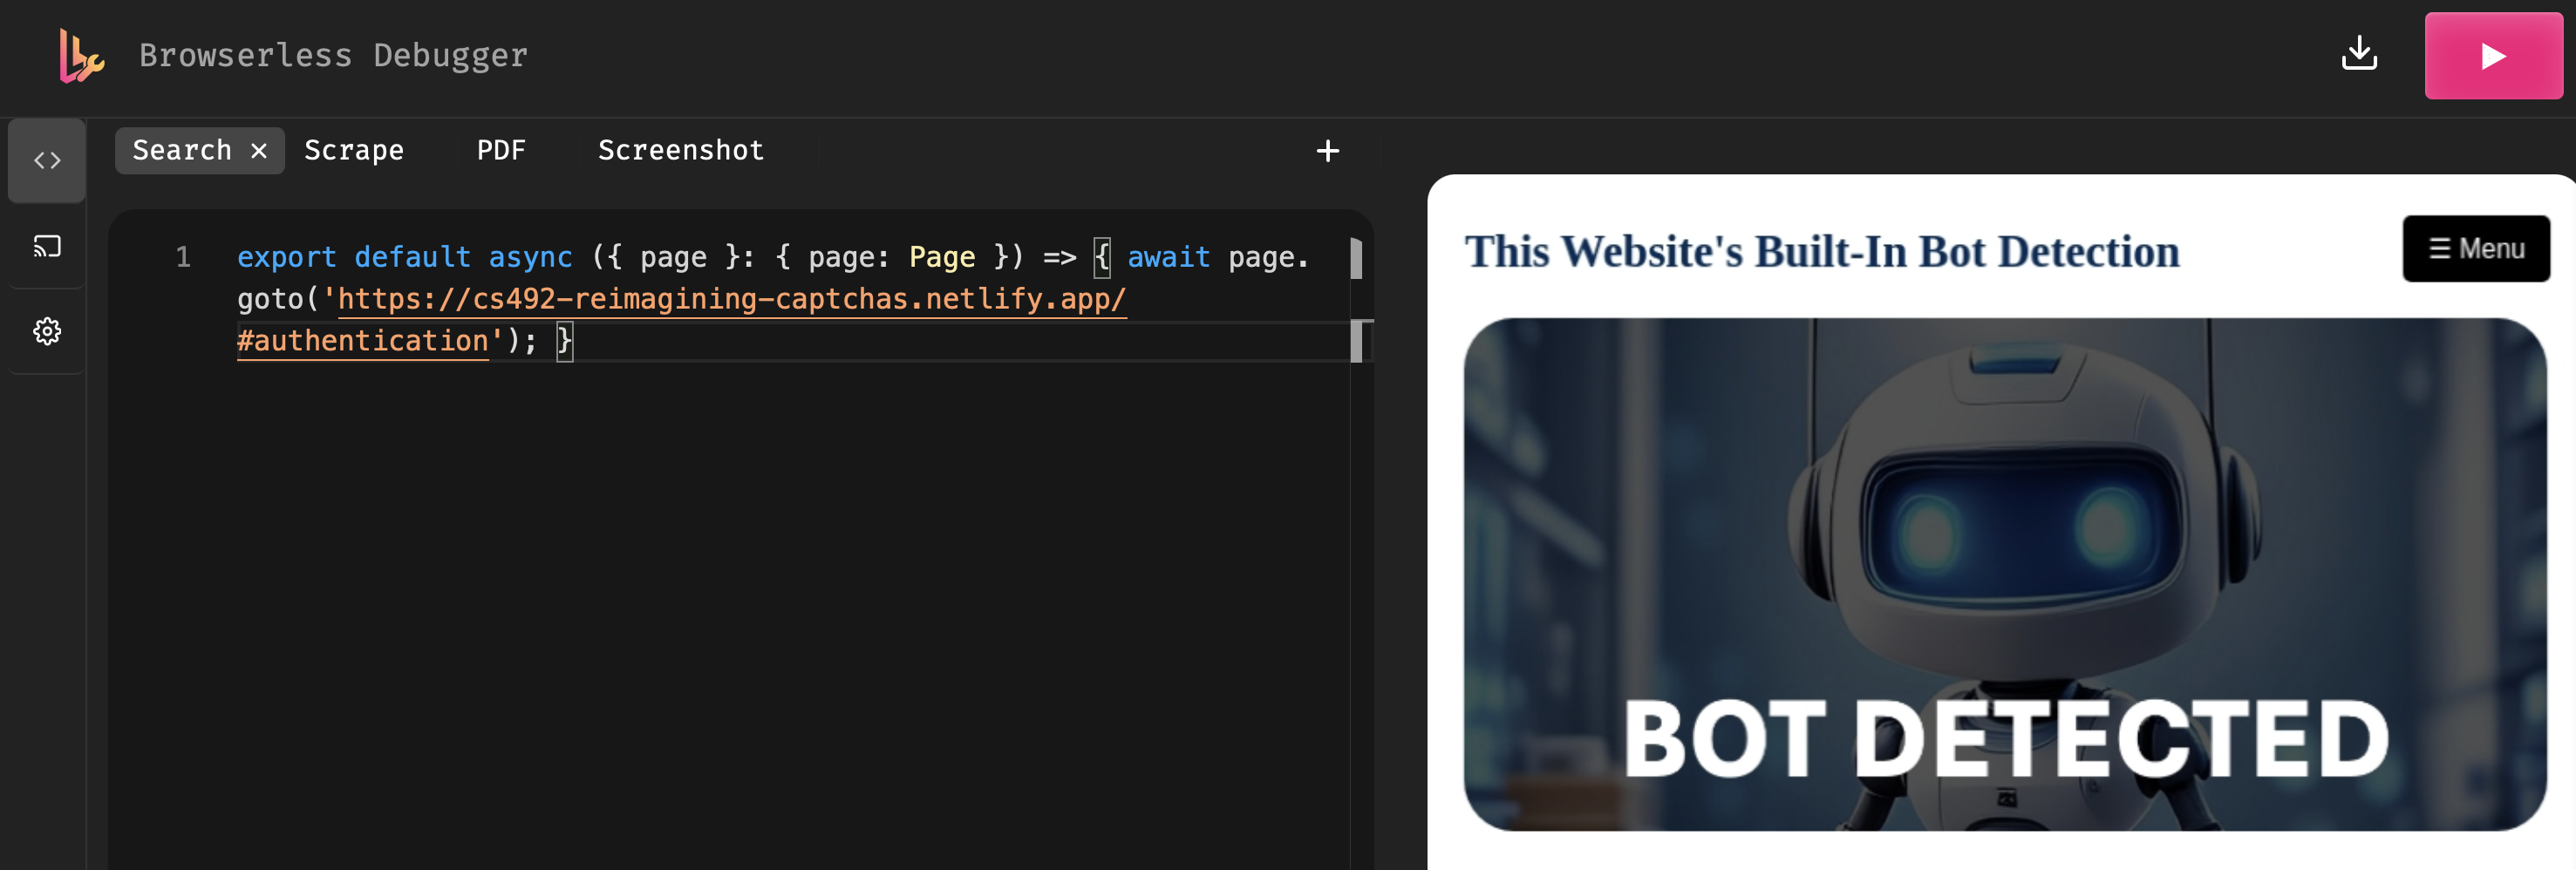 Browserless Debugger
Search × Scrape PDF Screenshot +
1 export default async ({ page }: { page: Page }) => { await page.
goto('https://cs492-reimagining-captchas.netlify.app/
#authentication'); }
This Website's Built-In Bot Detection
☰ Menu
BOT DETECTED